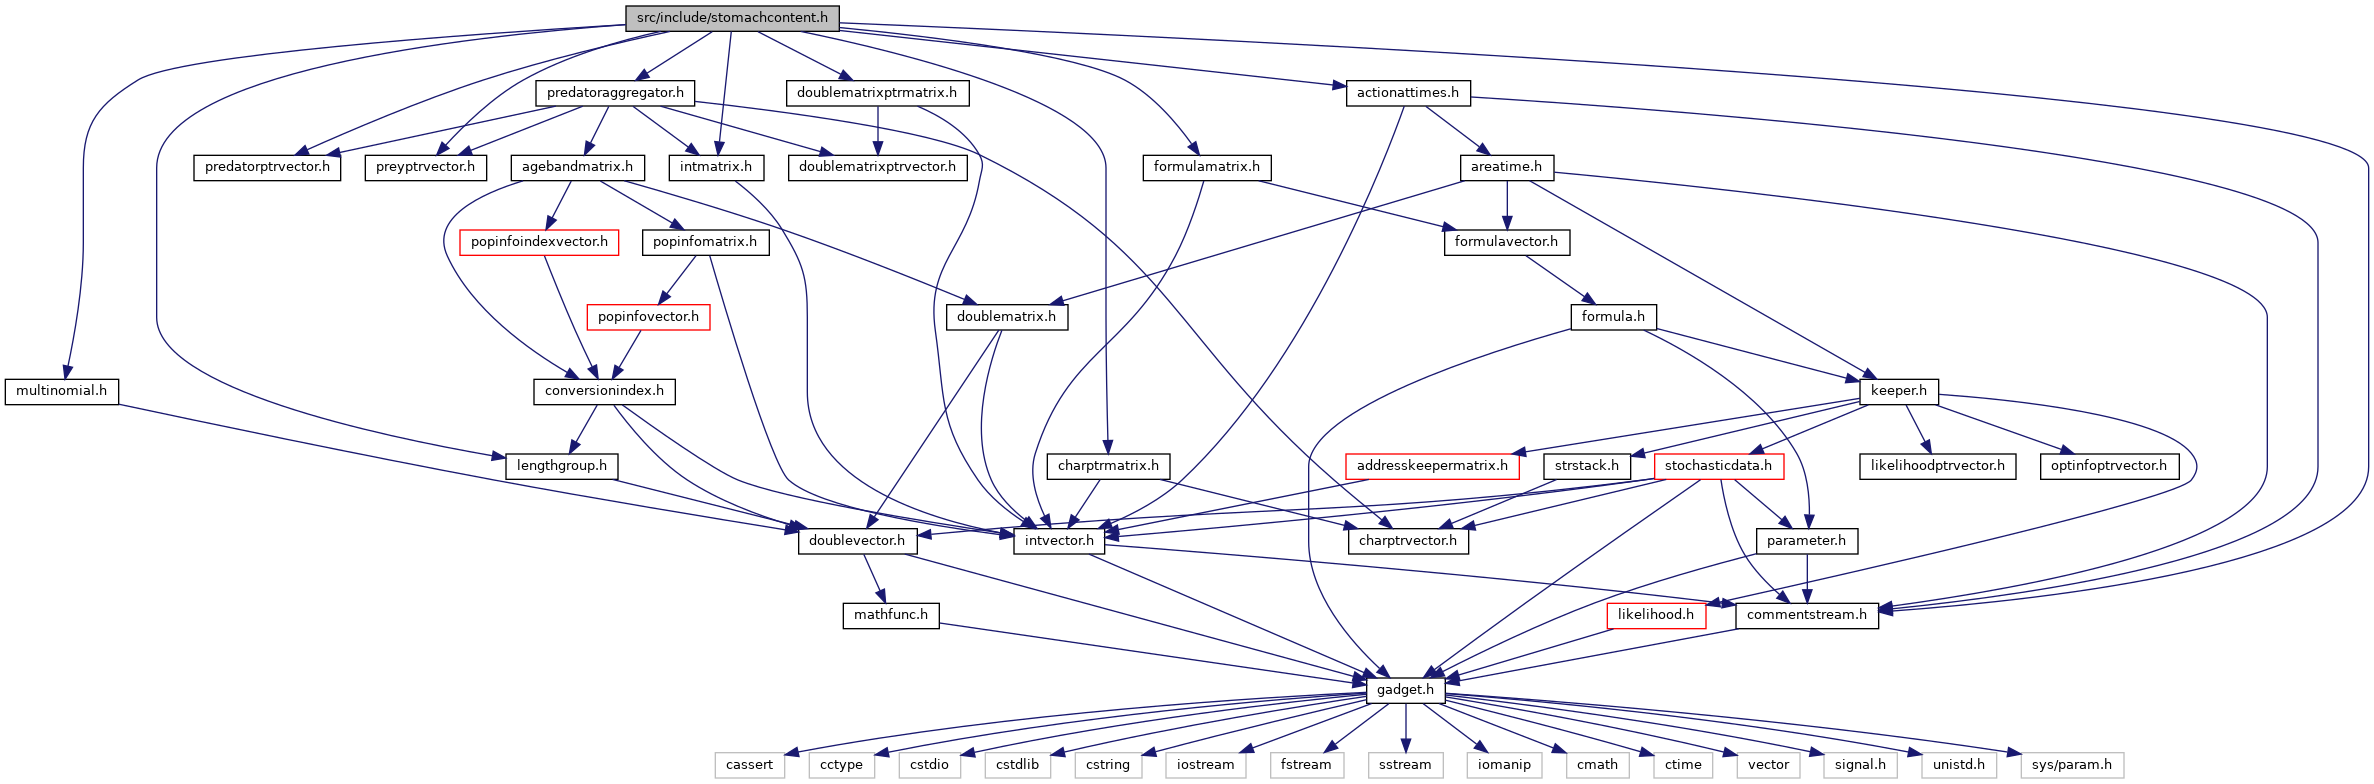 src/include/stomachcontent.h
predatoraggregator.h
doublematrixptrmatrix.h
actionattimes.h
predatorptrvector.h
preyptrvector.h
agebandmatrix.h
intmatrix.h
doublematrixptrvector.h
formulamatrix.h
areatime.h
popinfoindexvector.h
popinfomatrix.h
formulavector.h
popinfovector.h
doublematrix.h
formula.h
multinomial.h
conversionindex.h
keeper.h
lengthgroup.h
charptrmatrix.h
addresskeepermatrix.h
strstack.h
stochasticdata.h
likelihoodptrvector.h
optinfoptrvector.h
doublevector.h
intvector.h
charptrvector.h
parameter.h
mathfunc.h
likelihood.h
commentstream.h
gadget.h
cassert
cctype
cstdio
cstdlib
cstring
iostream
fstream
sstream
iomanip
cmath
ctime
vector
signal.h
unistd.h
sys/param.h